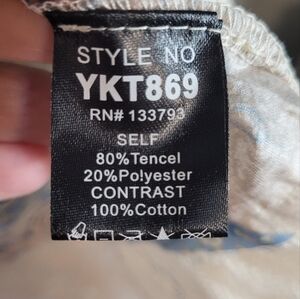 STYLE NO
YKT869
RN# 133793
SELF
80%Tencel
20%Polyester
CONTRAST
100%Cotton